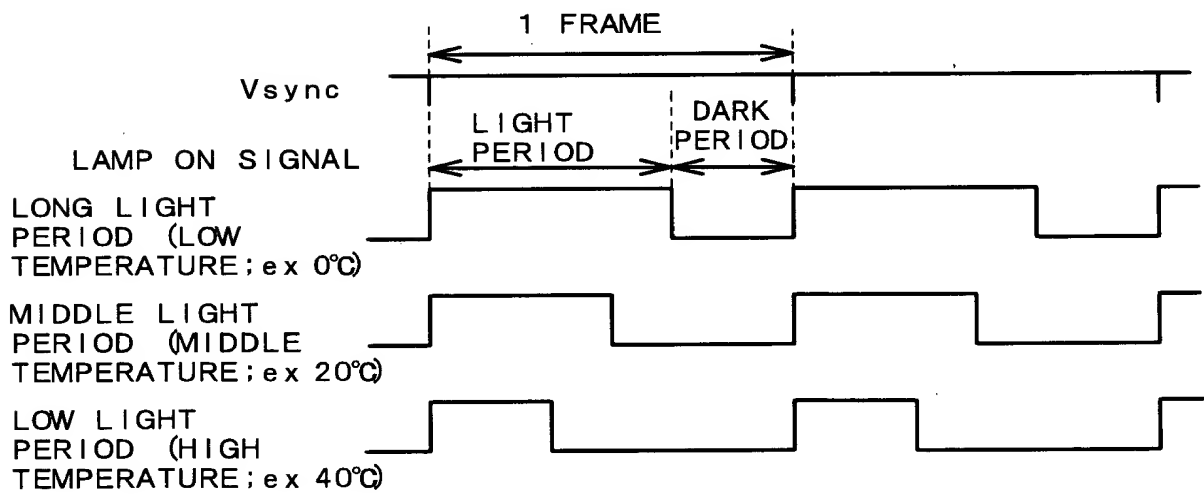 1 FRAME
Vsync
LIGHT
PERIOD
DARK
PERIOD
LAMP ON SIGNAL
LONG LIGHT
PERIOD (LOW
TEMPERATURE; ex 0℃)
MIDDLE LIGHT
PERIOD (MIDDLE
TEMPERATURE; ex 20℃)
LOW LIGHT
PERIOD (HIGH
TEMPERATURE; ex 40℃)